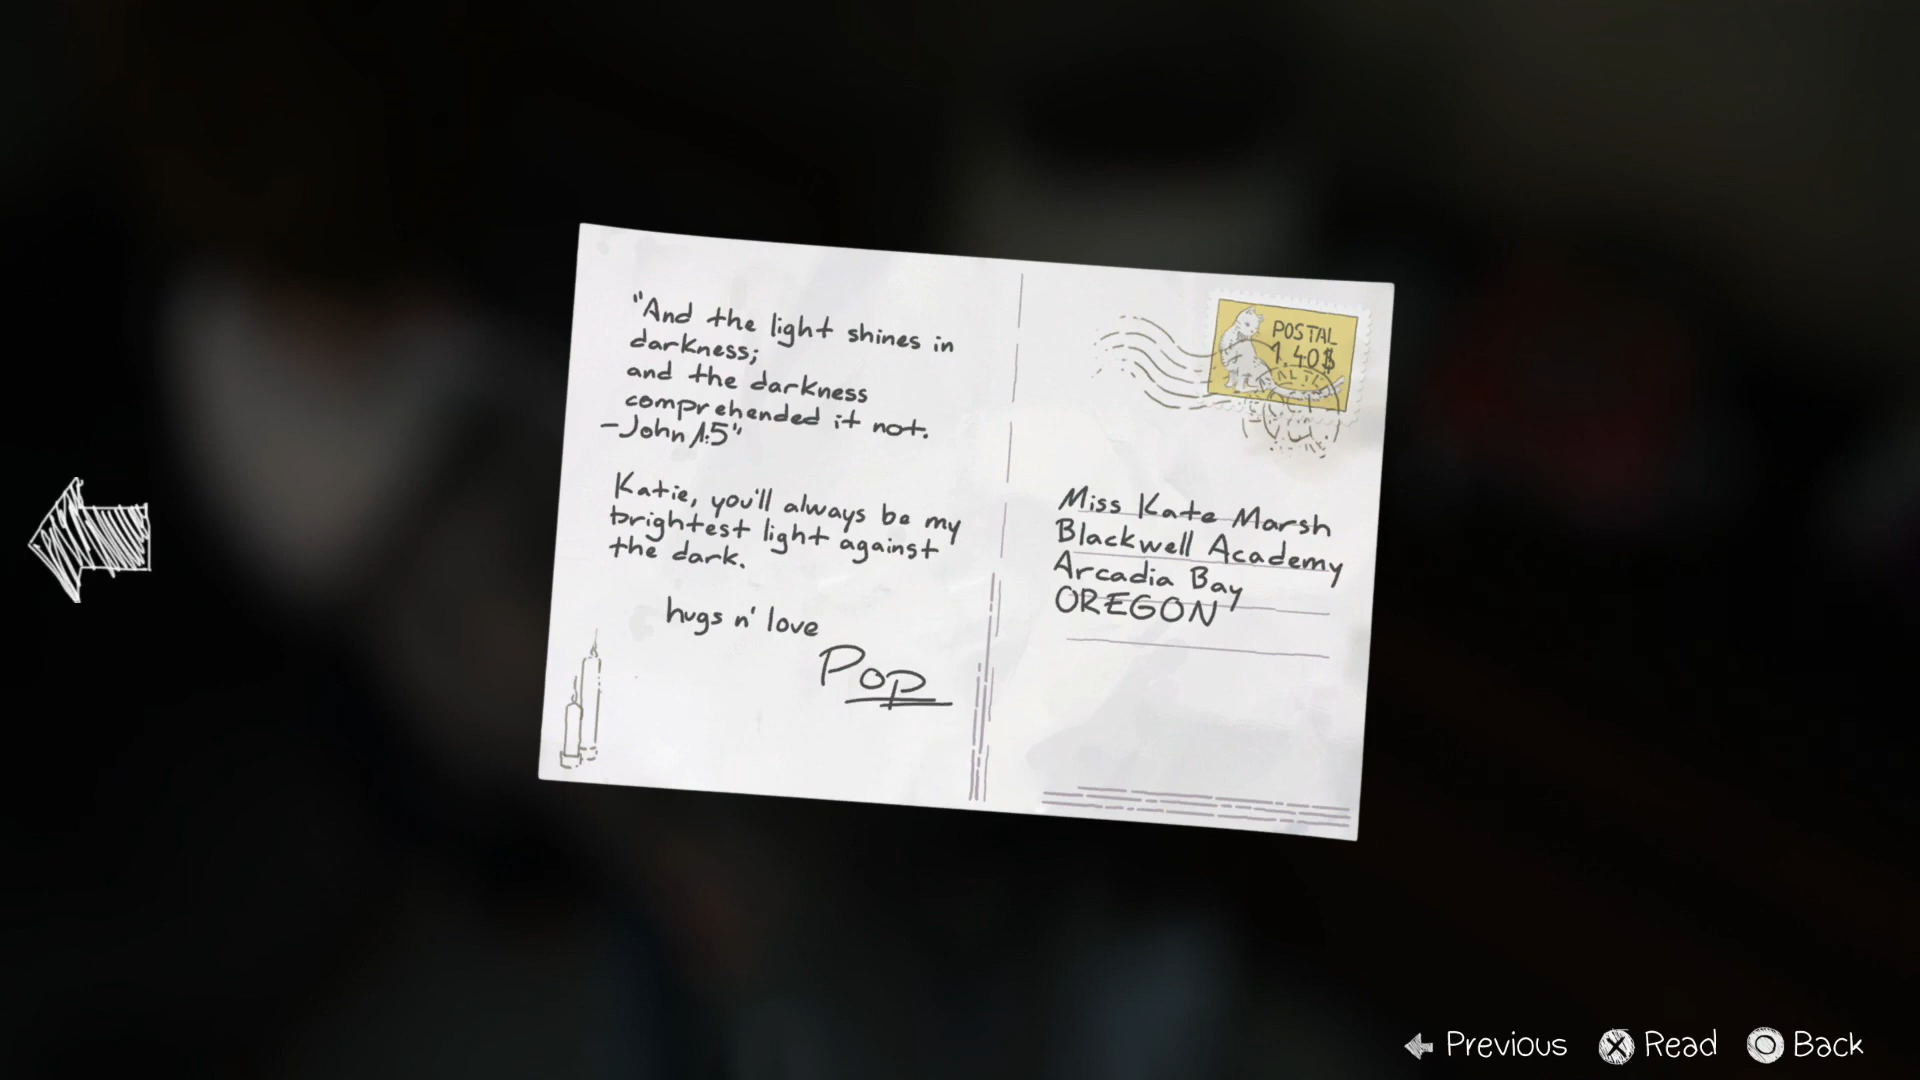 "And the light shines in
darkness;
and the darkness
comprehended it not.
-John 1:5"
Katie, you'll always be my
brightest light against
the dark.
hugs n' love
Pop
POSTAL
1.40$
Miss Kate Marsh
Blackwell Academy
Arcadia Bay
OREGON
Previous
Read
Back